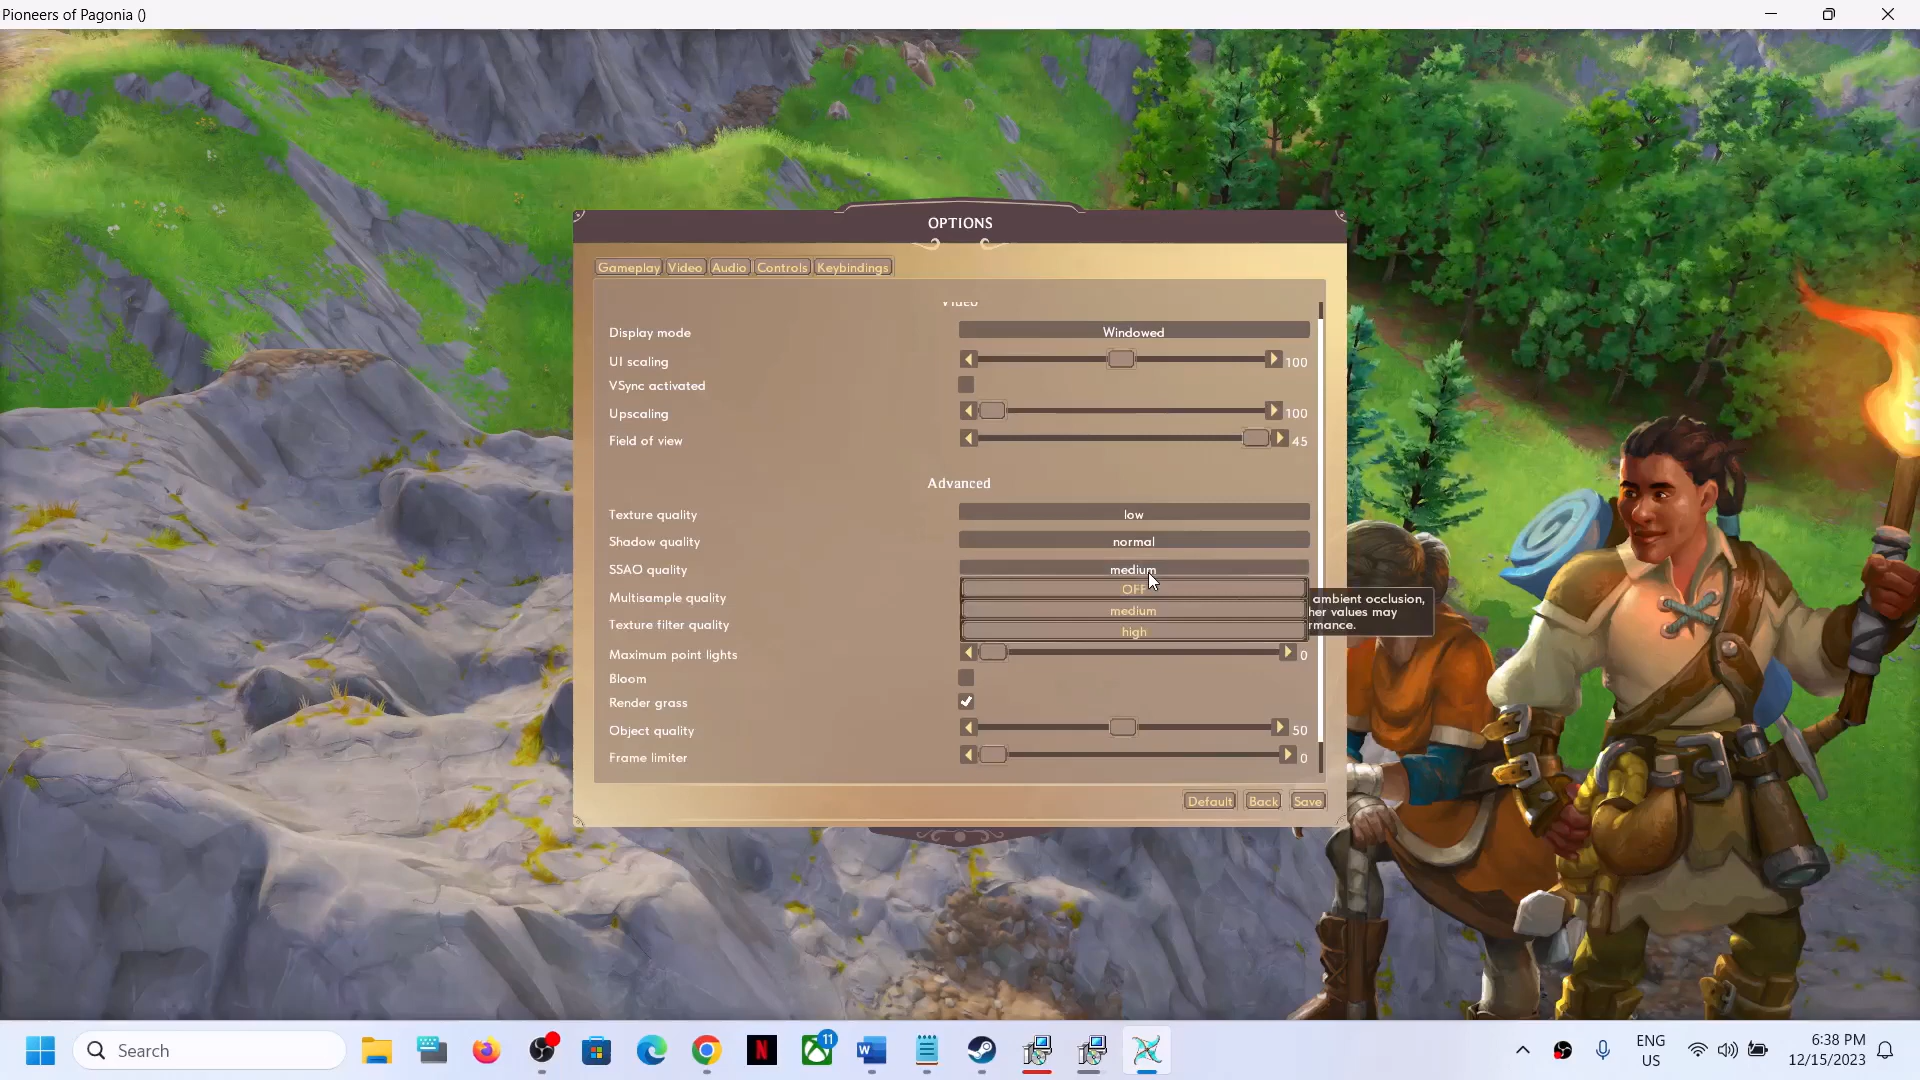 Pioneers of Pagonia ()
OPTIONS
Gameplay Video Audio Controls Keybindings
Video
Display mode Windowed
UI scaling 100
VSync activated
Upscaling 100
Field of view 45
Advanced
Texture quality low
Shadow quality normal
SSAO quality medium
OFF
Multisample quality
medium
Texture filter quality
high
ambient occlusion,
her values may
rmance.
Maximum point lights 0
Bloom
Render grass
Object quality 50
Frame limiter 0
Default Back Save
Search
11
ENG
US
6:38 PM
12/15/2023